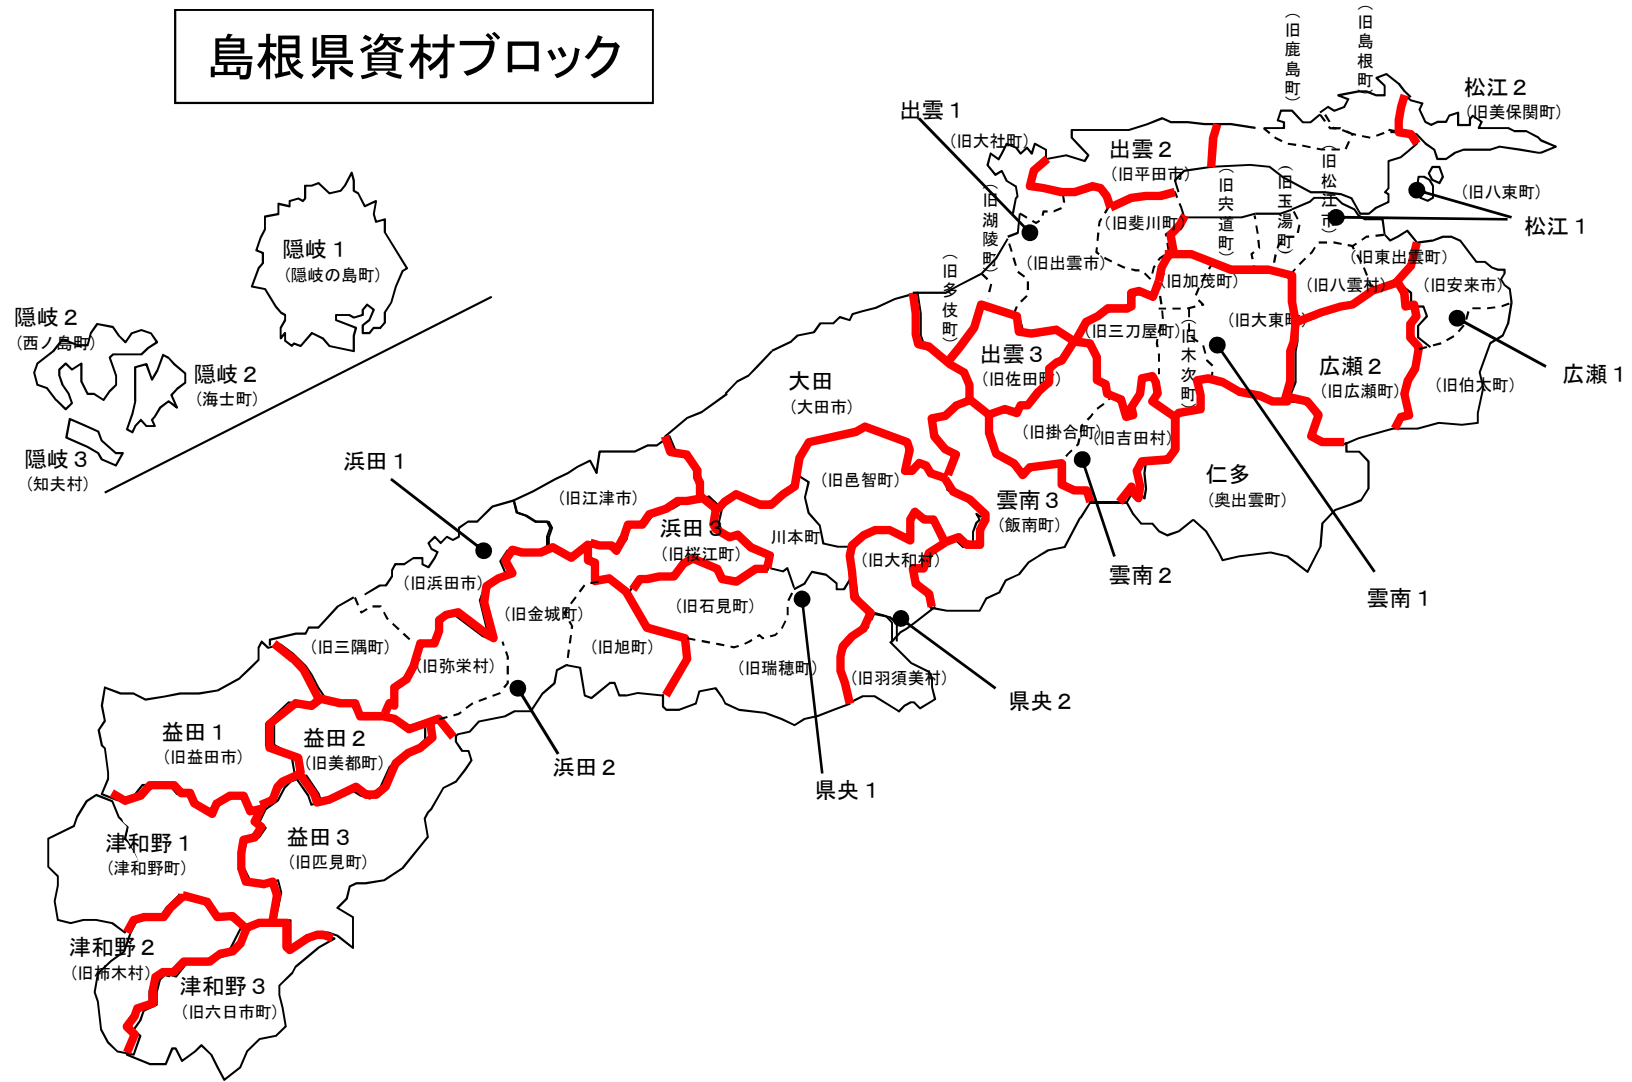 島根県資材ブロック
（旧鹿島町）
（旧島根町）
松江２
（旧美保関町）
出雲１
（旧大社町）
出雲２
（旧平田市）
（旧松江市）
（旧八束町）
松江１
（旧湖陵町）
（旧斐川町）
（旧宍道町）
（旧玉湯町）
隠岐１
（隠岐の島町）
（旧多伎町）
（旧出雲市）
（旧加茂町）
（旧八雲村）
（旧東出雲町）
（旧安来市）
隠岐２
（西ノ島町）
（旧三刀屋町）
（旧木次町）
（旧大東町）
出雲３
（旧佐田町）
広瀬２
（旧広瀬町）
（旧伯太町）
広瀬１
隠岐２
（海士町）
大田
（大田市）
隠岐３
（知夫村）
（旧掛合町）
（旧吉田村）
浜田１
（旧江津市）
（旧邑智町）
雲南３
（飯南町）
仁多
（奥出雲町）
浜田３
（旧桜江町）
川本町
（旧大和村）
雲南２
雲南１
（旧浜田市）
（旧金城町）
（旧石見町）
（旧三隅町）
（旧弥栄村）
（旧旭町）
（旧瑞穂町）
（旧羽須美村）
県央２
益田１
（旧益田市）
益田２
（旧美都町）
浜田２
県央１
津和野１
（津和野町）
益田３
（旧匹見町）
津和野２
（旧柿木村）
津和野３
（旧六日市町）